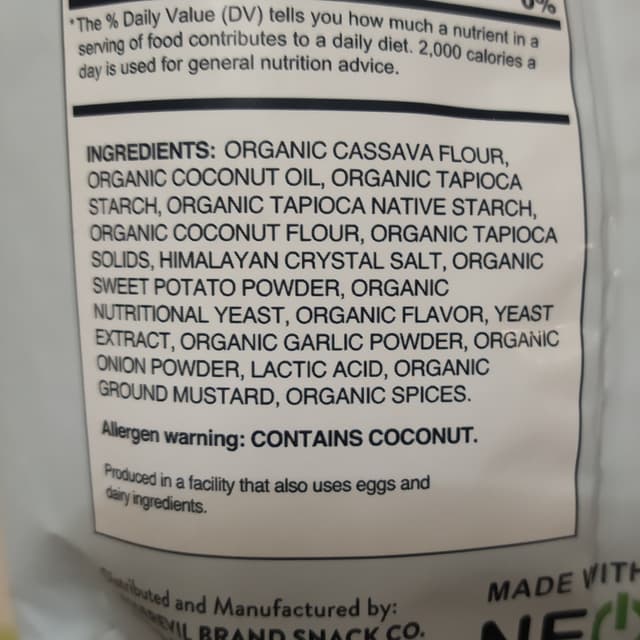 0%
*The % Daily Value (DV) tells you how much a nutrient in a
serving of food contributes to a daily diet. 2,000 calories a
day is used for general nutrition advice.
INGREDIENTS: ORGANIC CASSAVA FLOUR,
ORGANIC COCONUT OIL, ORGANIC TAPIOCA
STARCH, ORGANIC TAPIOCA NATIVE STARCH,
ORGANIC COCONUT FLOUR, ORGANIC TAPIOCA
SOLIDS, HIMALAYAN CRYSTAL SALT, ORGANIC
SWEET POTATO POWDER, ORGANIC
NUTRITIONAL YEAST, ORGANIC FLAVOR, YEAST
EXTRACT, ORGANIC GARLIC POWDER, ORGANIC
ONION POWDER, LACTIC ACID, ORGANIC
GROUND MUSTARD, ORGANIC SPICES.
Allergen warning: CONTAINS COCONUT.
Produced in a facility that also uses eggs and
dairy ingredients.
Distributed and Manufactured by:
BRAND SNACK CO.
MADE WITH